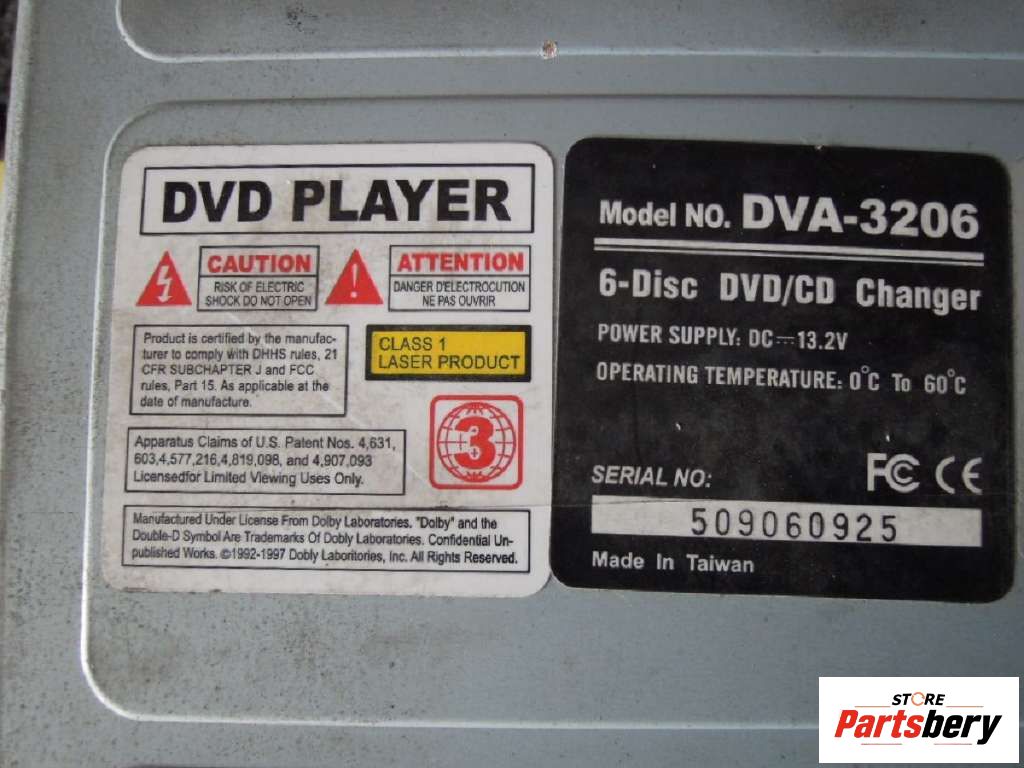 DVD PLAYER
CAUTION
RISK OF ELECTRIC
SHOCK DO NOT OPEN
ATTENTION
DANGER D'ELECTROCUTION
NE PAS OUVRIR
Product is certified by the manufac-
turer to comply with DHHS rules, 21
CFR SUBCHAPTER J and FCC
rules, Part 15. As applicable at the
date of manufacture.
CLASS 1
LASER PRODUCT
3
Apparatus Claims of U.S. Patent Nos. 4,631,
603,4,577,216,4,819,098, and 4,907,093
Licensedfor Limited Viewing Uses Only.
Manufactured Under License From Dolby Laboratories. "Dolby" and the
Double-D Symbol Are Trademarks Of Dolby Laboratories. Confidential Un-
published Works. ©1992-1997 Dobly Laboritories, Inc. All Rights Reserved.
Model NO. DVA-3206
6-Disc DVD/CD Changer
POWER SUPPLY: DC⎓13.2V
OPERATING TEMPERATURE: 0°C To 60°C
SERIAL NO:
FC CE
509060925
Made In Taiwan
STORE
Partsbery